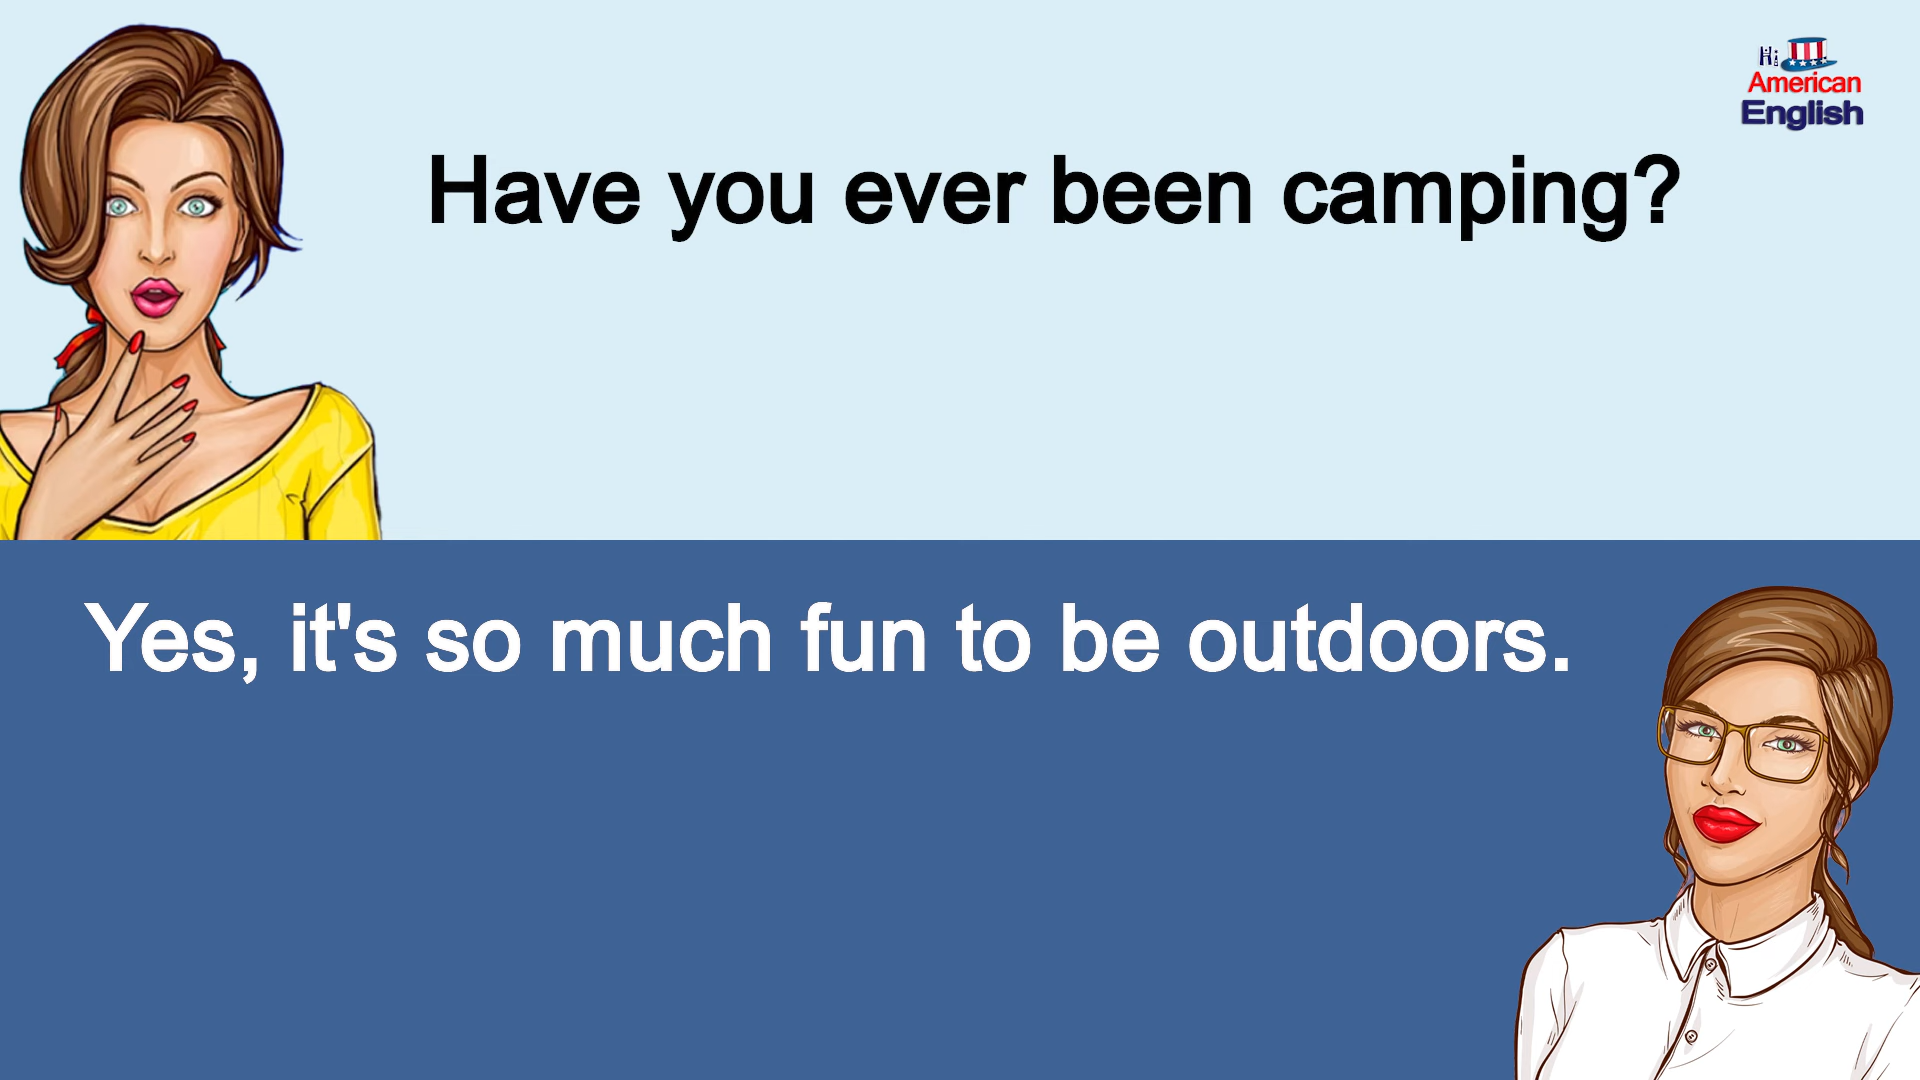 Hi
American
English
Have you ever been camping?
Yes, it's so much fun to be outdoors.